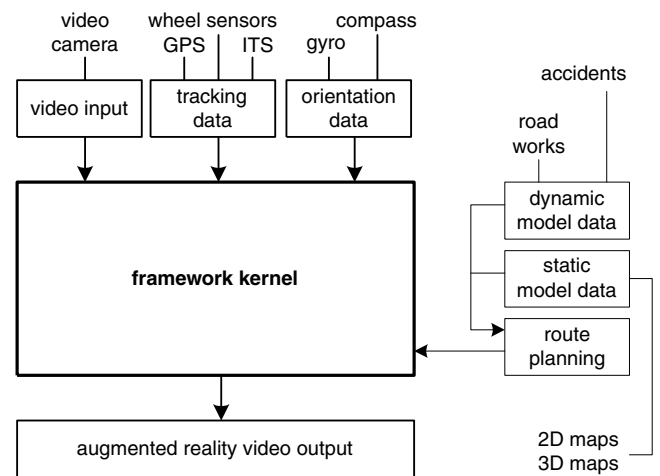 video
camera
wheel sensors
GPS
ITS
compass
gyro
accidents
video input
tracking
data
orientation
data
road
works
dynamic
model data
framework kernel
static
model data
route
planning
augmented reality video output
2D maps
3D maps